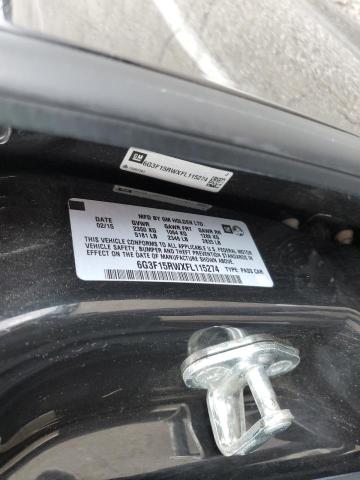 GM
6G3F15RWXFL115274
MFD BY GM HOLDEN LTD.
DATE GVWR GAWR FRT GAWR RR
02/15 2350 KG 1064 KG 1286 KG
5181 LB 2346 LB 2835 LB
THIS VEHICLE CONFORMS TO ALL APPLICABLE U.S. FEDERAL MOTOR
VEHICLE SAFETY, BUMPER, AND THEFT PREVENTION STANDARDS
IN EFFECT ON THE DATE OF MANUFACTURE SHOWN ABOVE.
6G3F15RWXFL115274 TYPE: PASS CAR